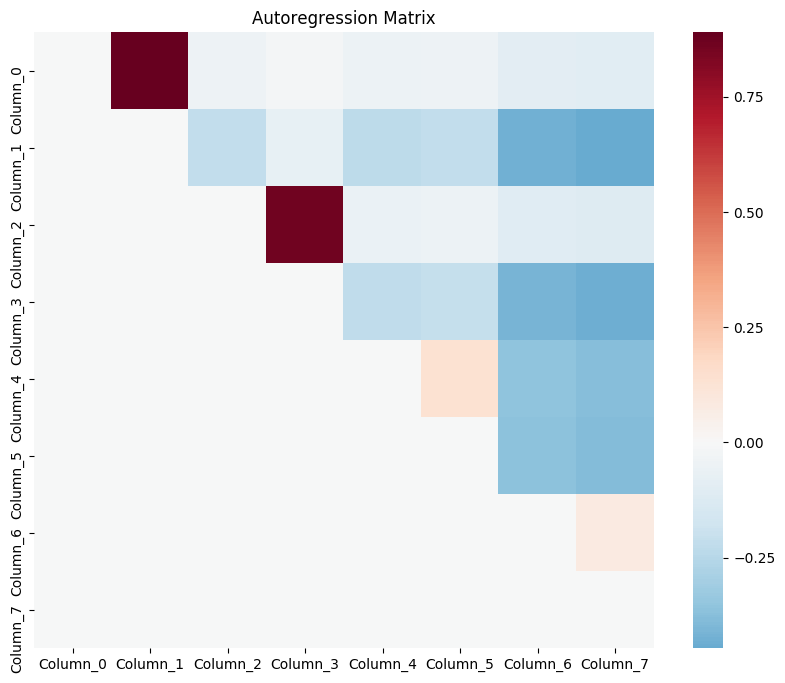 Autoregression Matrix
Column_0
Column_1
Column_2
Column_3
Column_4
Column_5
Column_6
Column_7
Column_0 Column_1 Column_2 Column_3 Column_4 Column_5 Column_6 Column_7
0.75
0.50
0.25
0.00
−0.25